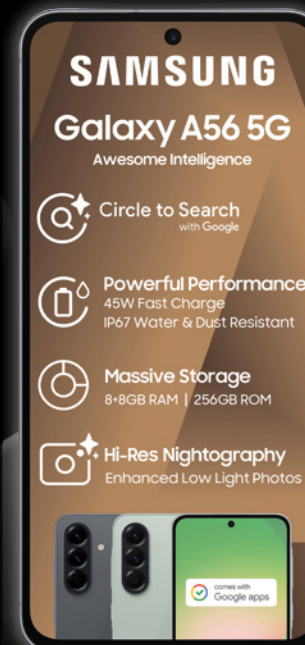 SAMSUNG
Galaxy A56 5G
Awesome Intelligence
Circle to Search
with Google
Powerful Performance
45W Fast Charge
IP67 Water & Dust Resistant
Massive Storage
8+8GB RAM | 256GB ROM
Hi-Res Nightography
Enhanced Low Light Photos
comes with
Google apps